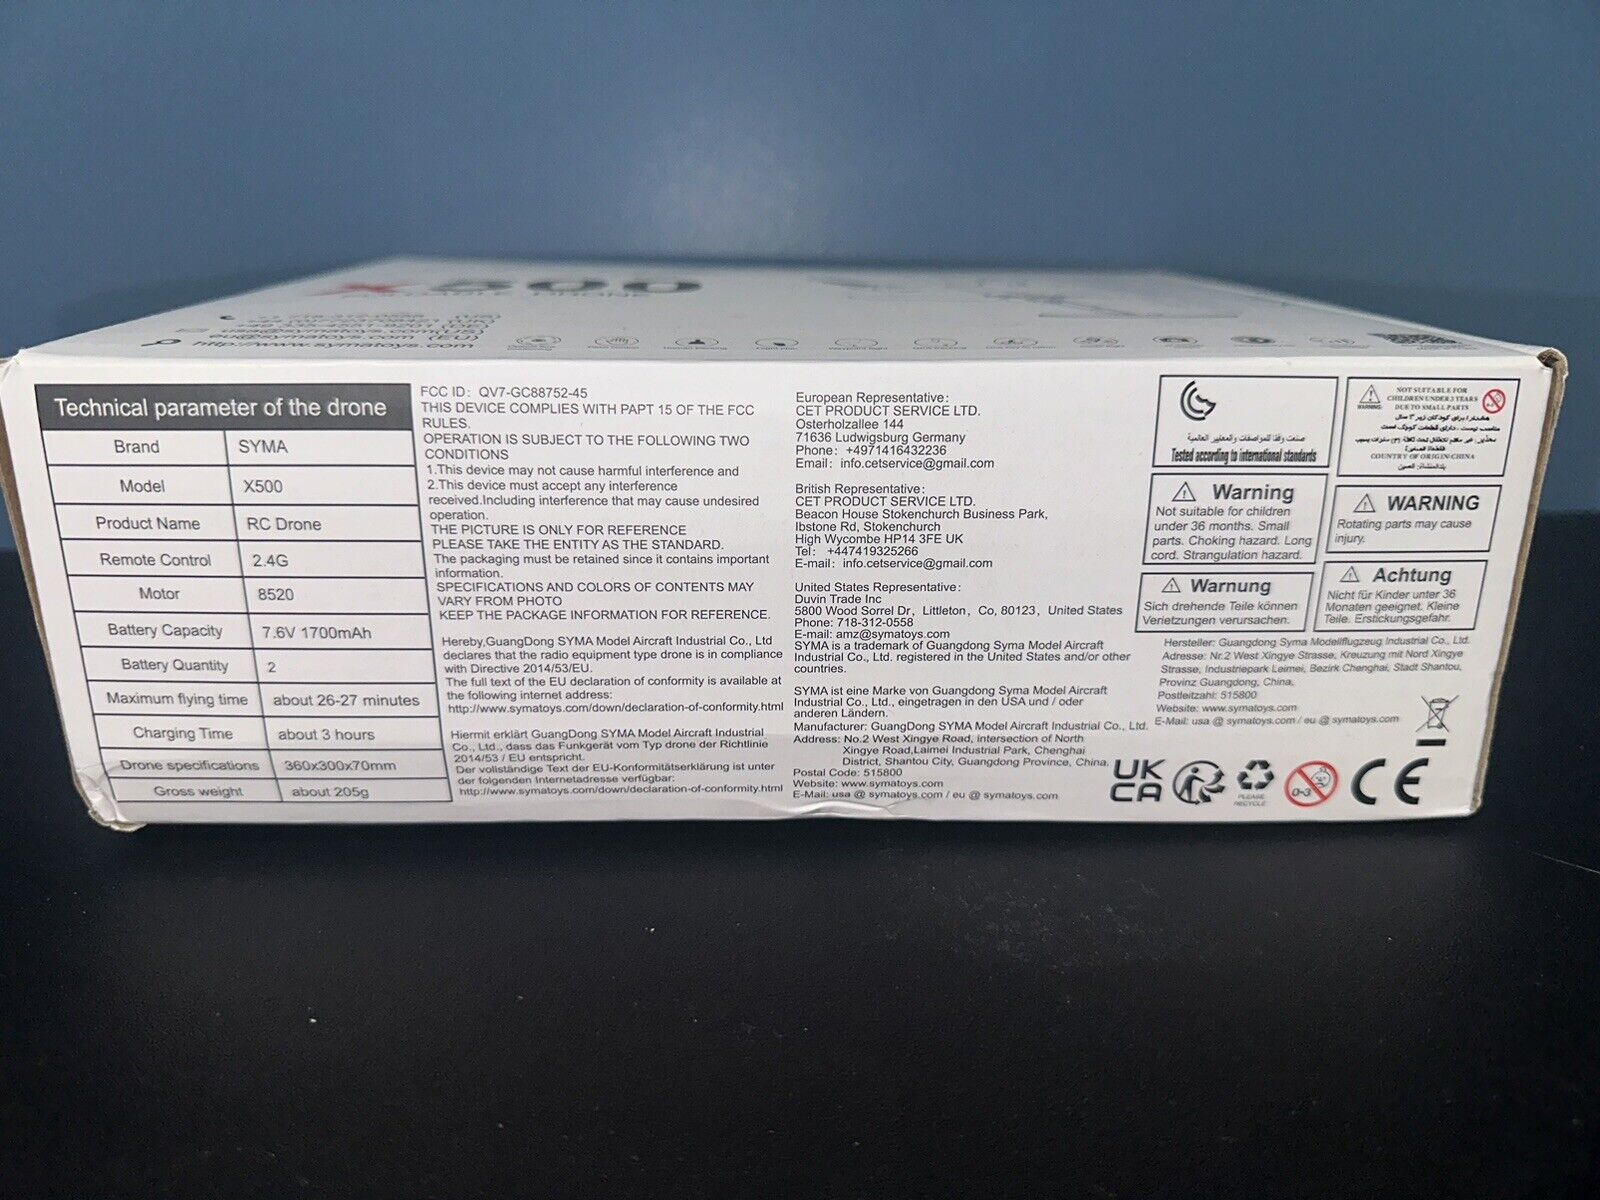 X500
FOLDABLE DRONE
http://www.symatoys.com
Technical parameter of the drone
Brand SYMA
Model X500
Product Name RC Drone
Remote Control 2.4G
Motor 8520
Battery Capacity 7.6V 1700mAh
Battery Quantity 2
Maximum flying time about 26-27 minutes
Charging Time about 3 hours
Drone specifications 360x300x70mm
Gross weight about 205g
FCC ID: QV7-GC88752-45
THIS DEVICE COMPLIES WITH PAPT 15 OF THE FCC
RULES.
OPERATION IS SUBJECT TO THE FOLLOWING TWO
CONDITIONS
1.This device may not cause harmful interference and
2.This device must accept any interference
received.Including interference that may cause undesired
operation.
THE PICTURE IS ONLY FOR REFERENCE
PLEASE TAKE THE ENTITY AS THE STANDARD.
The packaging must be retained since it contains important
information.
SPECIFICATIONS AND COLORS OF CONTENTS MAY
VARY FROM PHOTO
KEEP THE PACKAGE INFORMATION FOR REFERENCE.
Hereby,GuangDong SYMA Model Aircraft Industrial Co., Ltd
declares that the radio equipment type drone is in compliance
with Directive 2014/53/EU.
The full text of the EU declaration of conformity is available at
the following internet address:
http://www.symatoys.com/down/declaration-of-conformity.html
Hiermit erklärt GuangDong SYMA Model Aircraft Industrial
Co., Ltd., dass das Funkgerät vom Typ drone der Richtlinie
2014/53 / EU entspricht.
Der vollständige Text der EU-Konformitätserklärung ist unter
der folgenden Internetadresse verfügbar:
http://www.symatoys.com/down/declaration-of-conformity.html
European Representative:
CET PRODUCT SERVICE LTD.
Osterholzallee 144
71636 Ludwigsburg Germany
Phone: +4971416432236
Email: info.cetservice@gmail.com
British Representative:
CET PRODUCT SERVICE LTD.
Beacon House Stokenchurch Business Park,
Ibstone Rd, Stokenchurch
High Wycombe HP14 3FE UK
Tel: +447419325266
E-mail: info.cetservice@gmail.com
United States Representative:
Duvin Trade Inc
5800 Wood Sorrel Dr, Littleton, Co, 80123, United States
Phone: 718-312-0558
E-mail: amz@symatoys.com
SYMA is a trademark of Guangdong Syma Model Aircraft
Industrial Co., Ltd. registered in the United States and/or other
countries.
SYMA ist eine Marke von Guangdong Syma Model Aircraft
Industrial Co., Ltd., eingetragen in den USA und / oder
anderen Ländern.
Manufacturer: GuangDong SYMA Model Aircraft Industrial Co., Ltd.
Address: No.2 West Xingye Road, intersection of North
Xingye Road,Laimei Industrial Park, Chenghai
District, Shantou City, Guangdong Province, China.
Postal Code: 515800
Website: www.symatoys.com
E-Mail: usa @ symatoys.com / eu @ symatoys.com
صنعت وفقا للمواصفات والمعايير العالمية
Tested according to international standards
WARNING:
NOT SUITABLE FOR
CHILDREN UNDER 3 YEARS
DUE TO SMALL PARTS
COUNTRY OF ORIGIN:CHINA
بلدالمنشاة: الصين
Warning
Not suitable for children
under 36 months. Small
parts. Choking hazard. Long
cord. Strangulation hazard.
WARNING
Rotating parts may cause
injury.
Warnung
Sich drehende Teile können
Verietzungen verursachen.
Achtung
Nicht für Kinder unter 36
Monaten geeignet. Kleine
Teile. Erstickungsgefahr.
Hersteller: Guangdong Syma Modellflugzeug Industrial Co., Ltd.
Adresse: Nr.2 West Xingye Strasse, Kreuzung mit Nord Xingye
Strasse, Industriepark Leimei, Bezirk Chenghai, Stadt Shantou,
Provinz Guangdong, China,
Postleitzahl: 515800
Website: www.symatoys.com
E-Mail: usa @ symatoys.com / eu @ symatoys.com
UK
CA
PLEASE
RECYCLE
0-3
CE